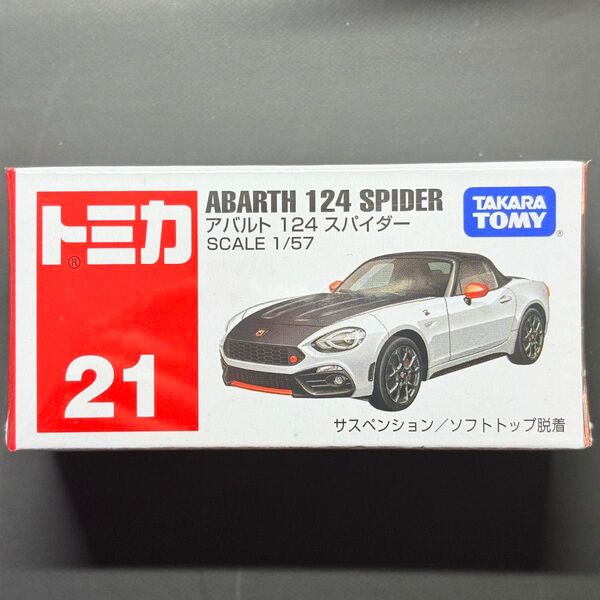 トミカ
®
21
ABARTH 124 SPIDER
アバルト 124 スパイダー
SCALE 1/57
TAKARA
TOMY
®
サスペンション/ソフトトップ脱着